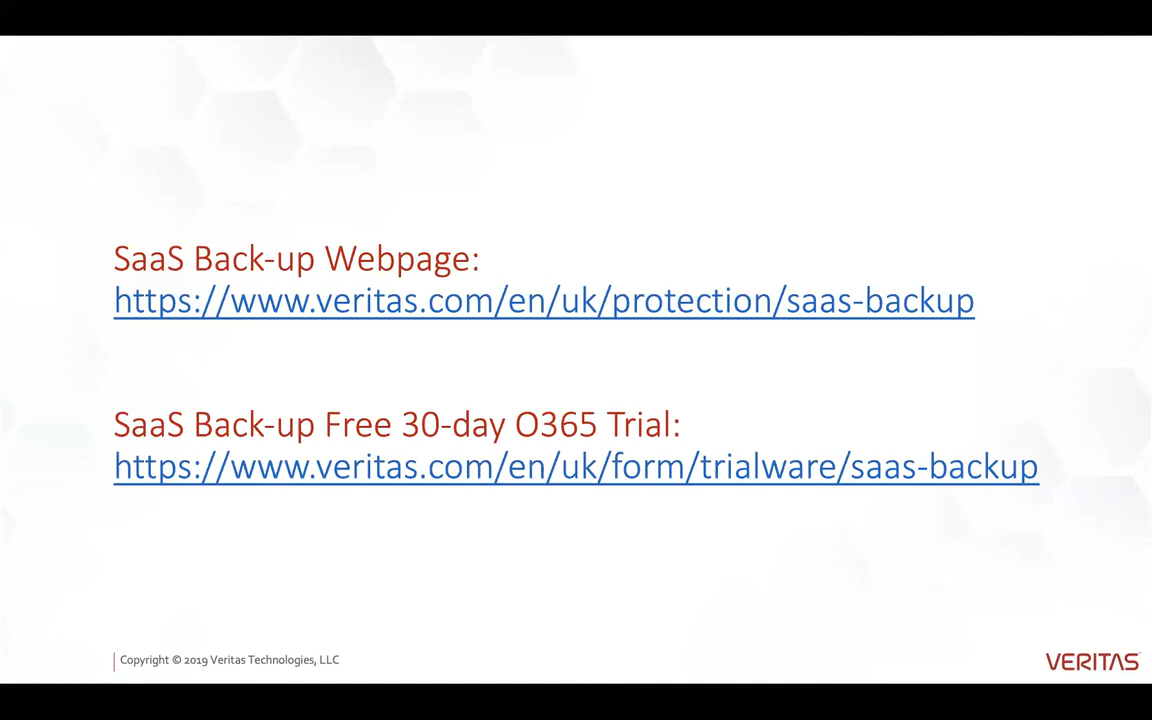 SaaS Back-up Webpage:
https://www.veritas.com/en/uk/protection/saas-backup
SaaS Back-up Free 30-day O365 Trial:
https://www.veritas.com/en/uk/form/trialware/saas-backup
Copyright © 2019 Veritas Technologies, LLC
VERITAS